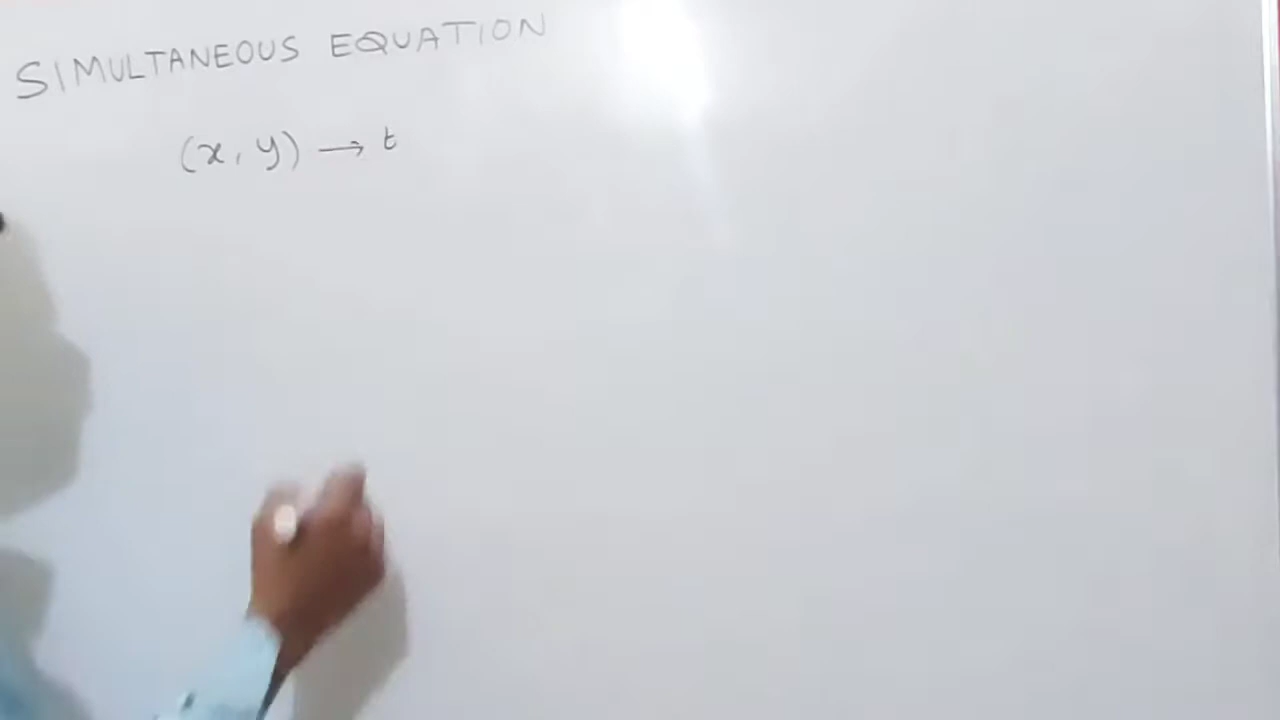 SIMULTANEOUS EQUATION
(x, y) → t